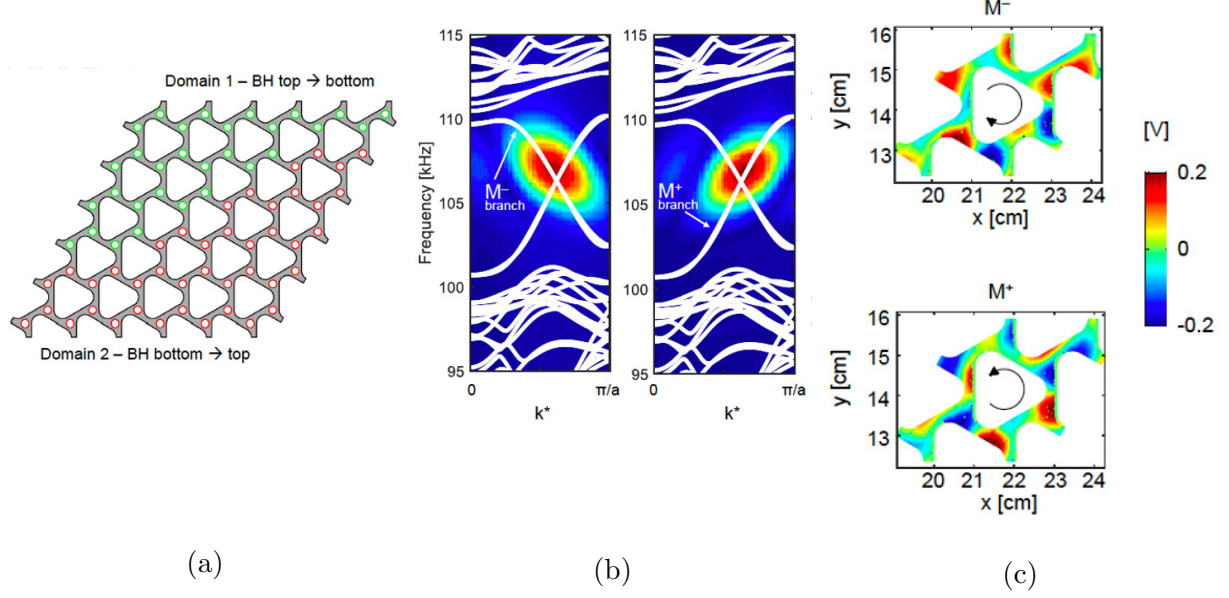 Domain 1 – BH top → bottom
Domain 2 – BH bottom → top
(a)
Frequency [kHz]
115
110
105
100
95
M⁻
branch
0
π/a
k*
115
110
105
100
95
M⁺
branch
0
π/a
k*
(b)
M⁻
y [cm]
16
15
14
13
20 21 22 23 24
x [cm]
M⁺
y [cm]
16
15
14
13
20 21 22 23 24
x [cm]
[V]
0.2
0
-0.2
(c)